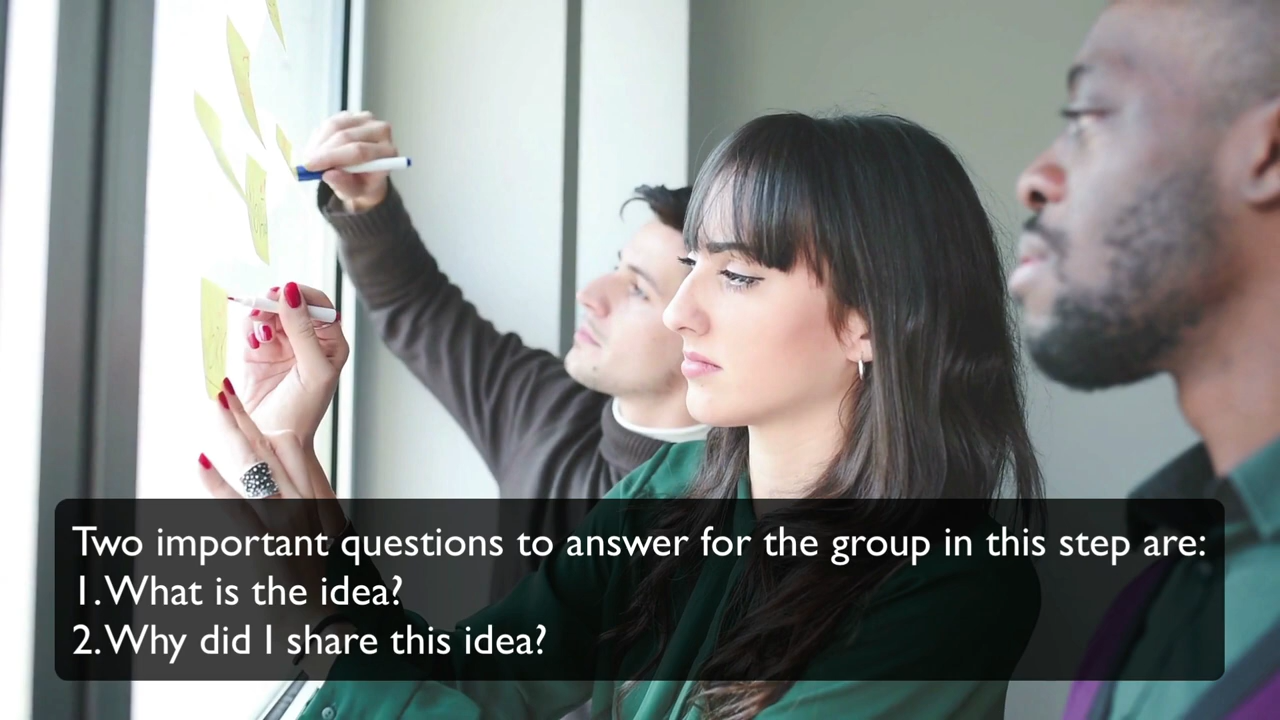 Two important questions to answer for the group in this step are:
1. What is the idea?
2. Why did I share this idea?